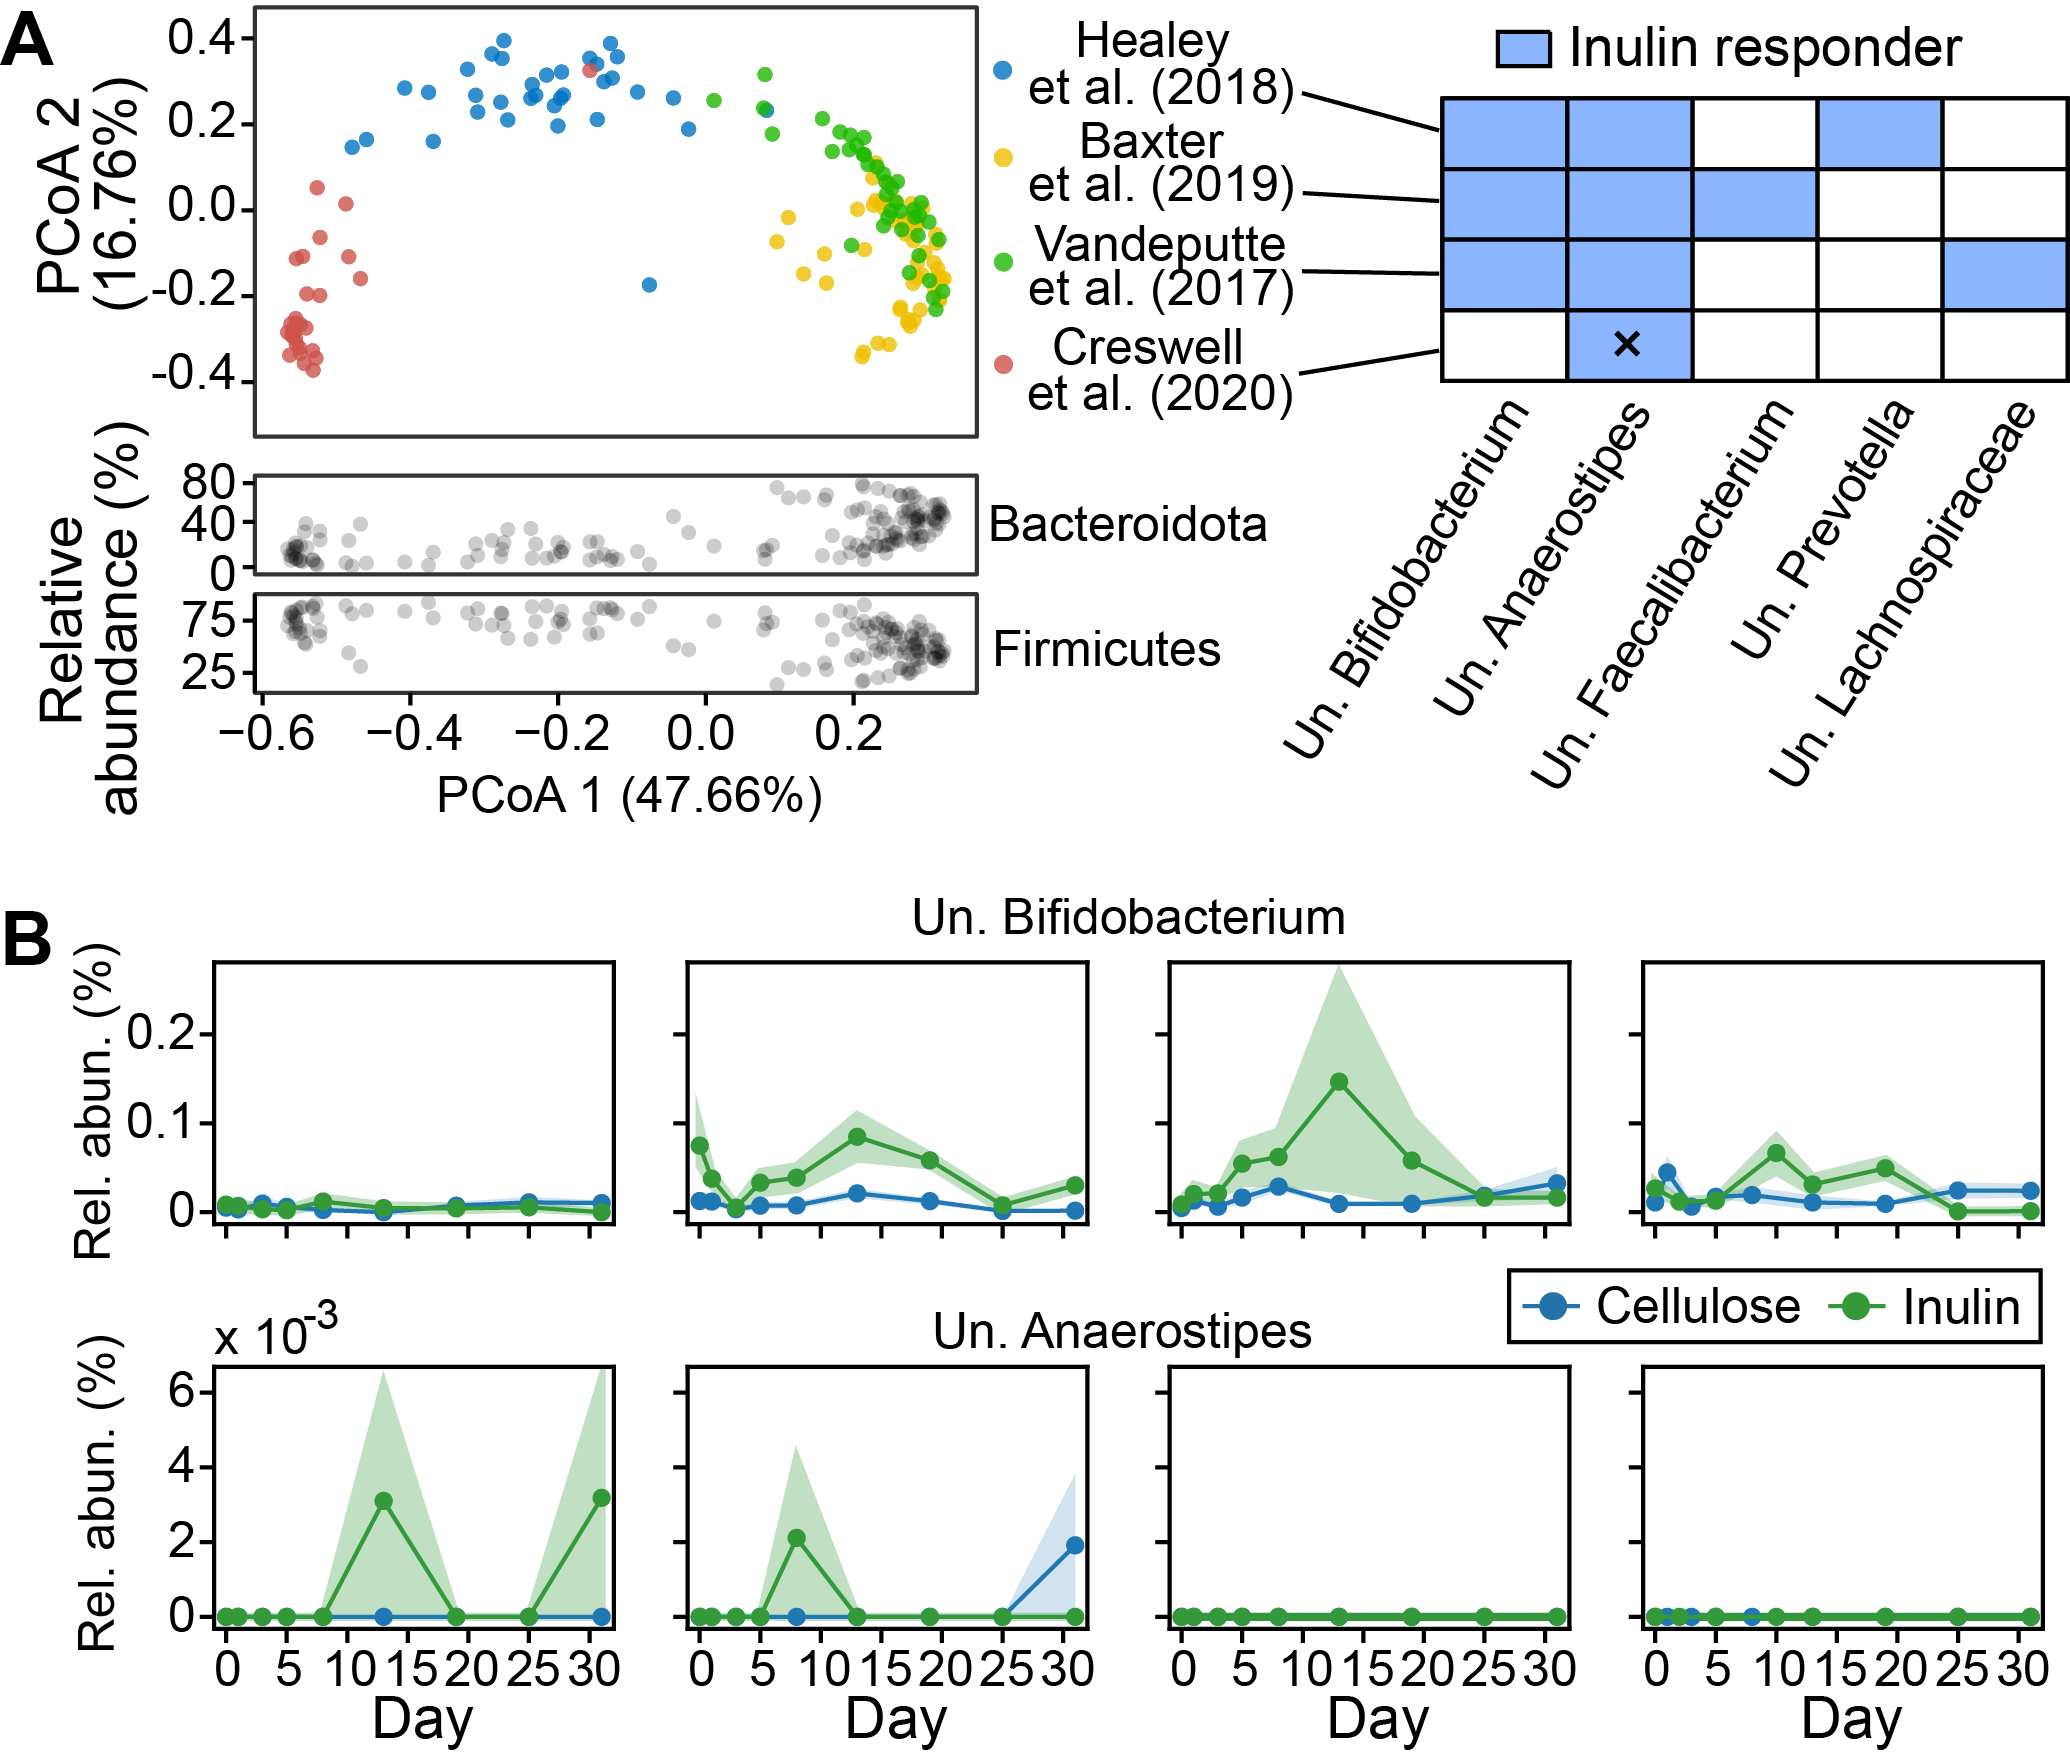 A
PCoA 2
(16.76%)
0.4
0.2
0.0
-0.2
-0.4
Healey
et al. (2018)
Baxter
et al. (2019)
Vandeputte
et al. (2017)
Creswell
et al. (2020)
Inulin responder
×
Un. Bifidobacterium
Un. Anaerostipes
Un. Faecalibacterium
Un. Prevotella
Un. Lachnospiraceae
Relative
abundance (%)
80
40
0
Bacteroidota
75
25
Firmicutes
−0.6 −0.4 −0.2 0.0 0.2
PCoA 1 (47.66%)
B
Un. Bifidobacterium
Rel. abun. (%)
0.2
0.1
0
Cellulose Inulin
Un. Anaerostipes
x 10-3
Rel. abun. (%)
6
4
2
0
0 5 10 15 20 25 30 0 5 10 15 20 25 30 0 5 10 15 20 25 30 0 5 10 15 20 25 30
Day Day Day Day